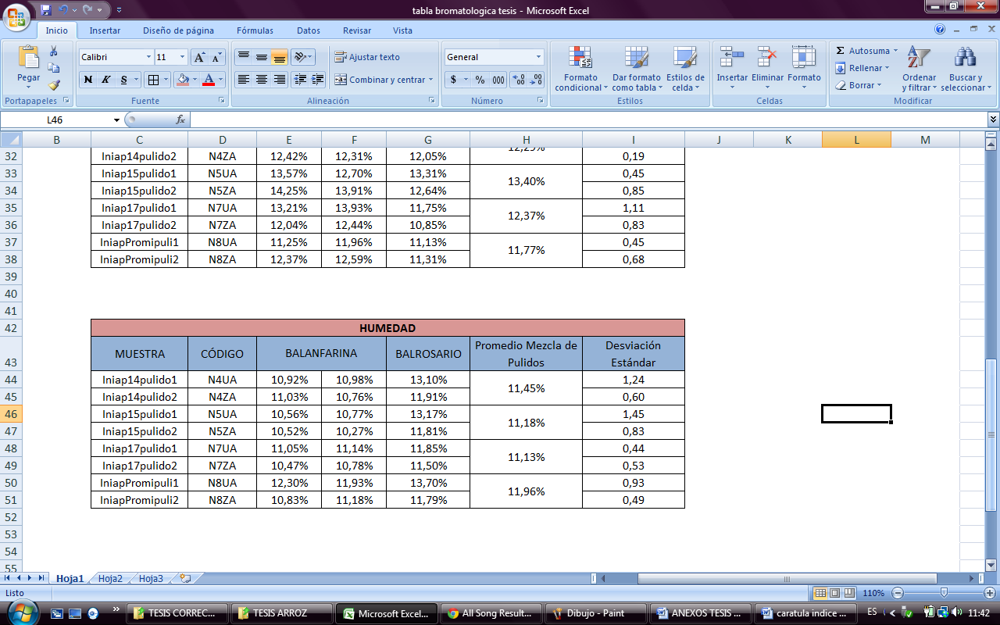 tabla bromatologica tesis - Microsoft Excel
Inicio Insertar Diseño de página Fórmulas Datos Revisar Vista
Pegar
Portapapeles
Calibri 11
N K S
Fuente
Ajustar texto
Combinar y centrar
Alineación
General
$ % 000
Número
Formato condicional
Dar formato como tabla
Estilos de celda
Estilos
Insertar Eliminar Formato
Celdas
Autosuma
Rellenar
Borrar
Ordenar y filtrar
Buscar y seleccionar
Modificar
L46 fx
B C D E F G H I J K L M
32 Iniap14pulido2 N4ZA 12,42% 12,31% 12,05% 0,19
33 Iniap15pulido1 N5UA 13,57% 12,70% 13,31% 13,40% 0,45
34 Iniap15pulido2 N5ZA 14,25% 13,91% 12,64% 0,85
35 Iniap17pulido1 N7UA 13,21% 13,93% 11,75% 12,37% 1,11
36 Iniap17pulido2 N7ZA 12,04% 12,44% 10,85% 0,83
37 IniapPromipuli1 N8UA 11,25% 11,96% 11,13% 11,77% 0,45
38 IniapPromipuli2 N8ZA 12,37% 12,59% 11,31% 0,68
39
40
41
42 HUMEDAD
43 MUESTRA CÓDIGO BALANFARINA BALROSARIO Promedio Mezcla de Pulidos Desviación Estándar
44 Iniap14pulido1 N4UA 10,92% 10,98% 13,10% 11,45% 1,24
45 Iniap14pulido2 N4ZA 11,03% 10,76% 11,91% 0,60
46 Iniap15pulido1 N5UA 10,56% 10,77% 13,17% 11,18% 1,45
47 Iniap15pulido2 N5ZA 10,52% 10,27% 11,81% 0,83
48 Iniap17pulido1 N7UA 11,05% 11,14% 11,85% 11,13% 0,44
49 Iniap17pulido2 N7ZA 10,47% 10,78% 11,50% 0,53
50 IniapPromipuli1 N8UA 12,30% 11,93% 13,70% 11,96% 0,93
51 IniapPromipuli2 N8ZA 10,83% 11,18% 11,79% 0,49
52
53
54
55
Hoja1 Hoja2 Hoja3
Listo 110%
TESIS CORREC... TESIS ARROZ Microsoft Excel... All Song Result... Dibujo - Paint ANEXOS TESIS ... caratula indice ... ES 11:42